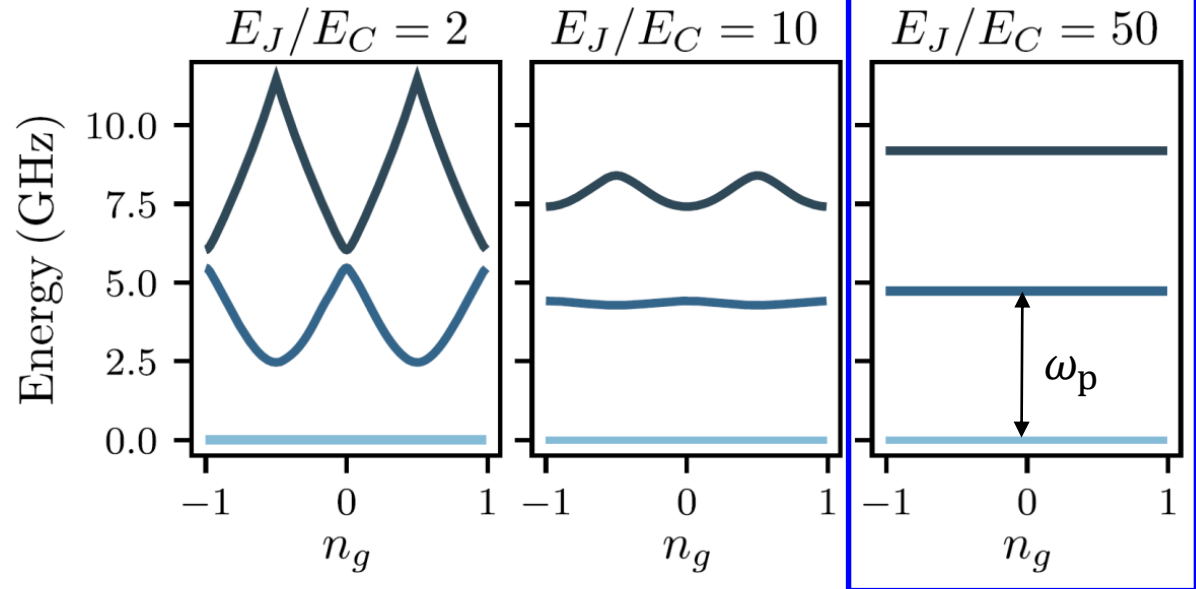 E_J/E_C = 2
E_J/E_C = 10
E_J/E_C = 50
Energy (GHz)
10.0
7.5
5.0
2.5
0.0
ω_p
−1 0 1
−1 0 1
−1 0 1
n_g
n_g
n_g